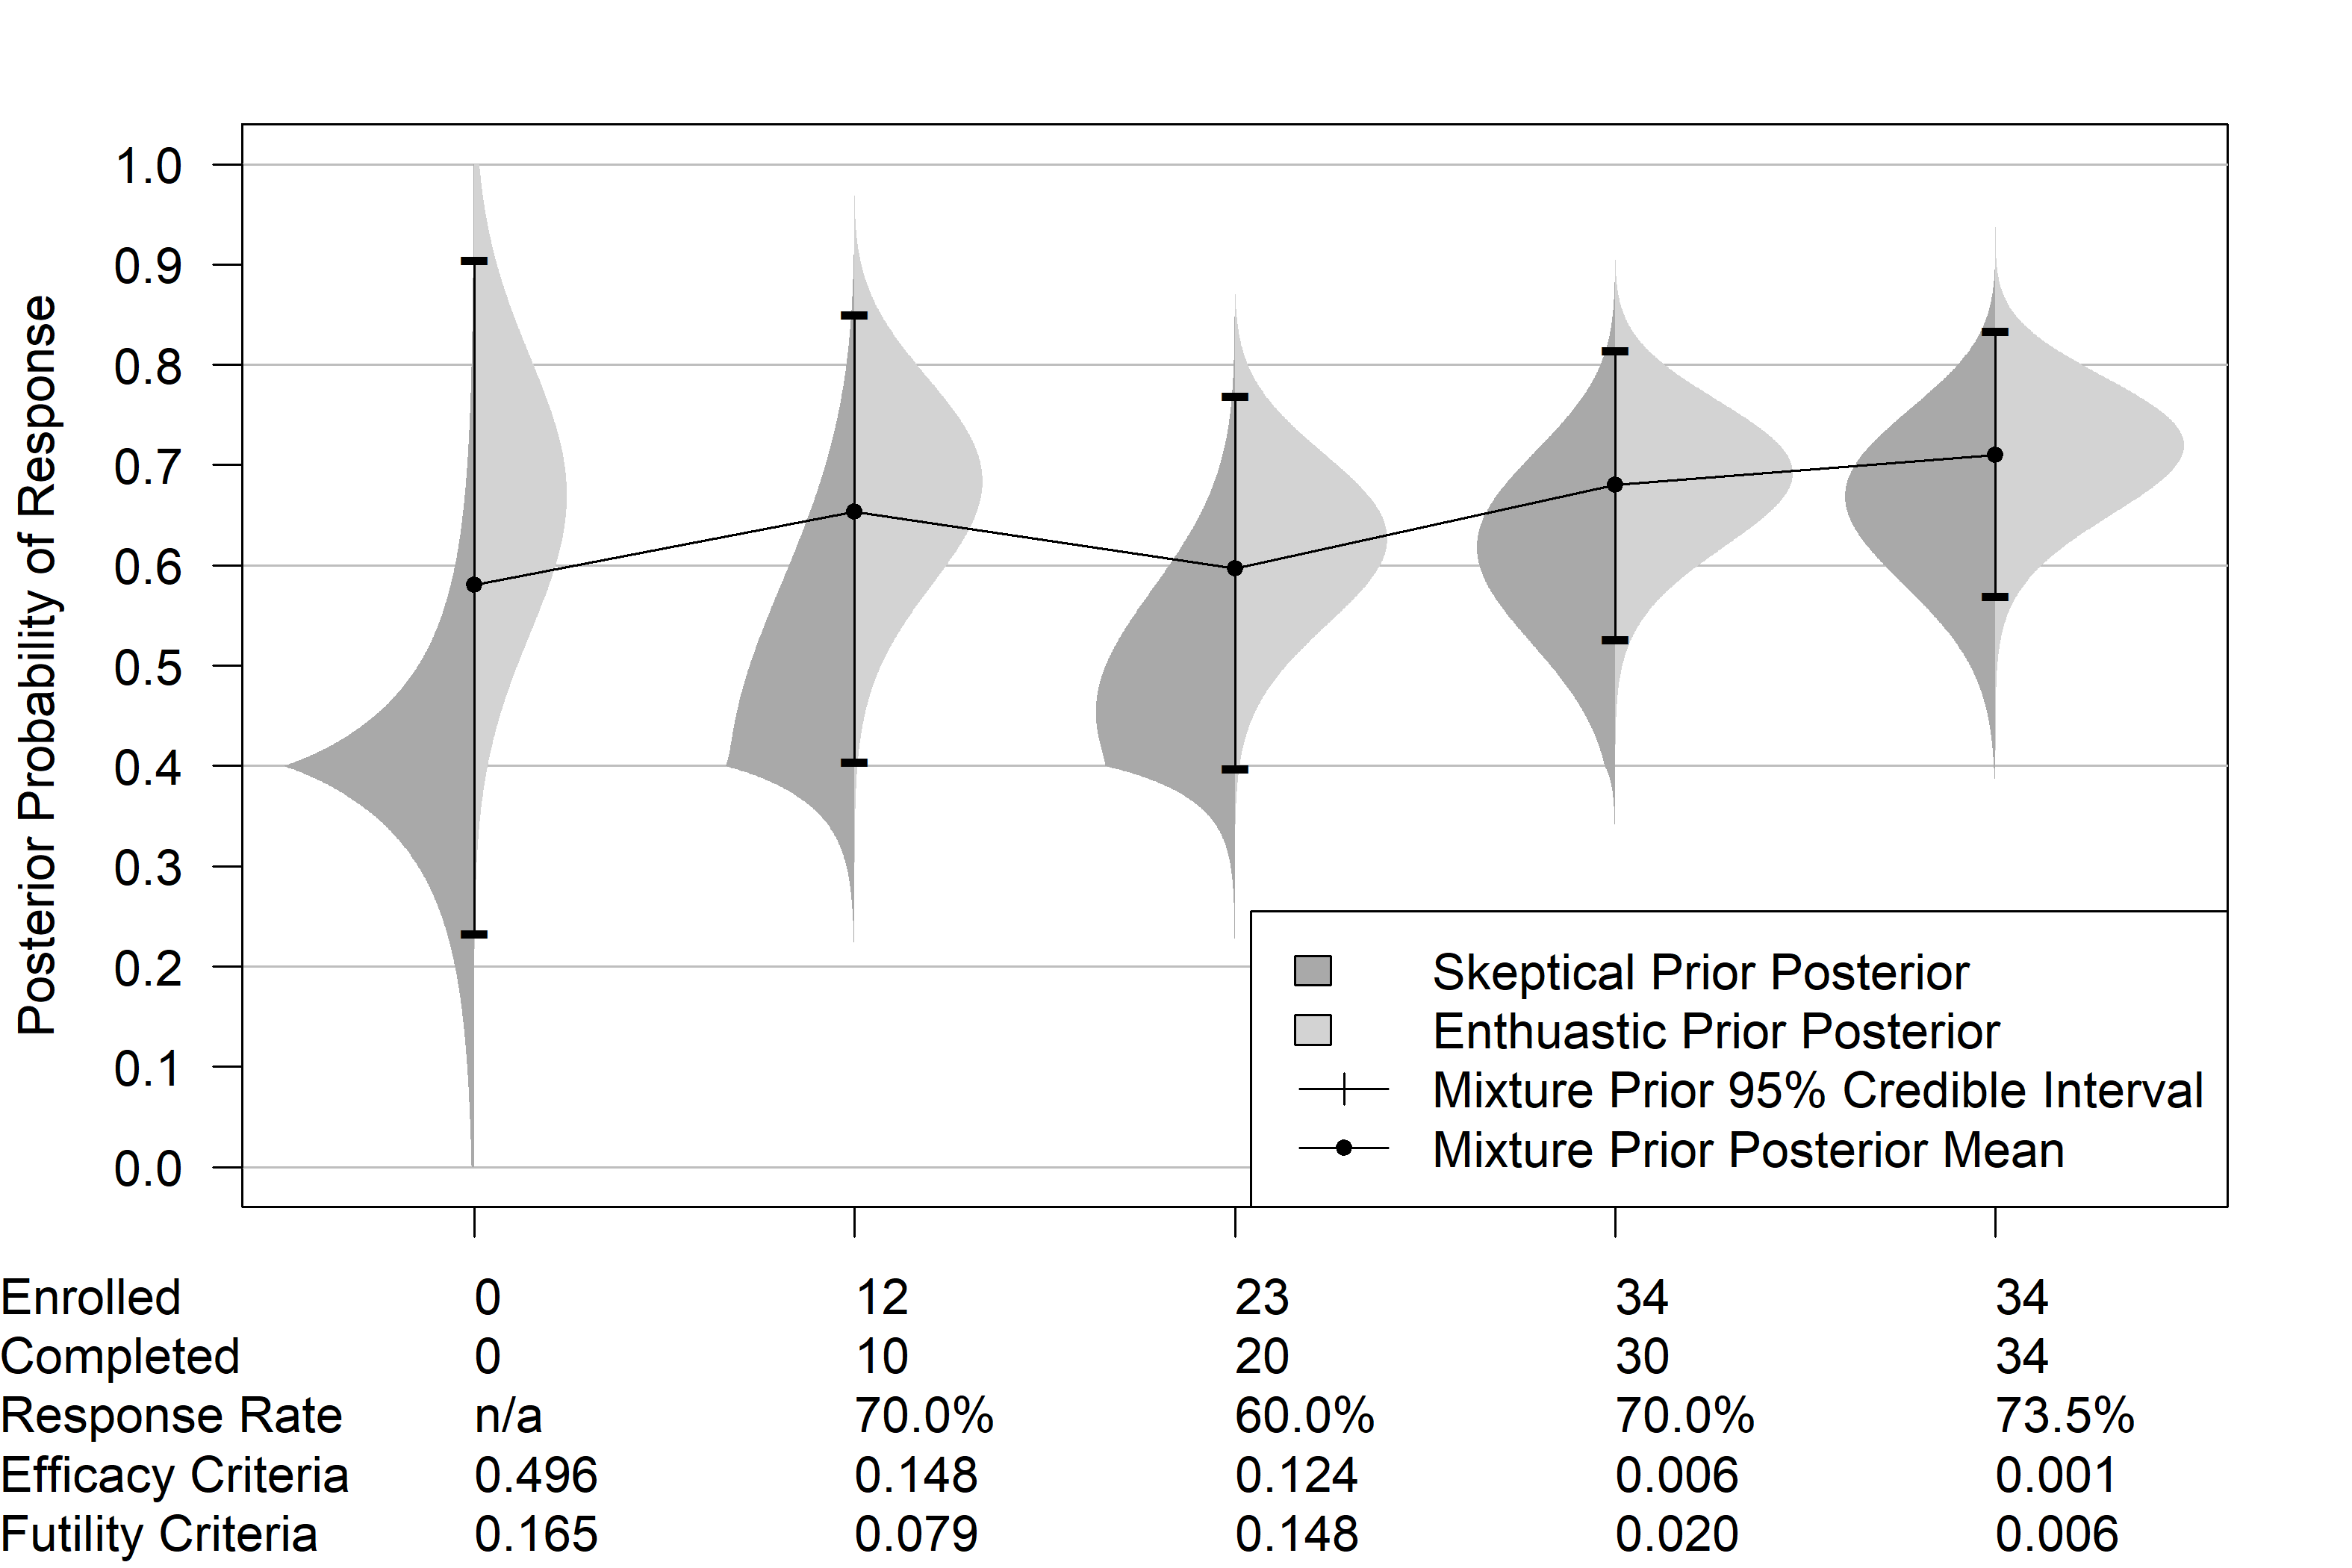 Posterior Probability of Response
1.0
0.9
0.8
0.7
0.6
0.5
0.4
0.3
0.2
0.1
0.0
Skeptical Prior Posterior
Enthuastic Prior Posterior
Mixture Prior 95% Credible Interval
Mixture Prior Posterior Mean
Enrolled 0 12 23 34 34
Completed 0 10 20 30 34
Response Rate n/a 70.0% 60.0% 70.0% 73.5%
Efficacy Criteria 0.496 0.148 0.124 0.006 0.001
Futility Criteria 0.165 0.079 0.148 0.020 0.006